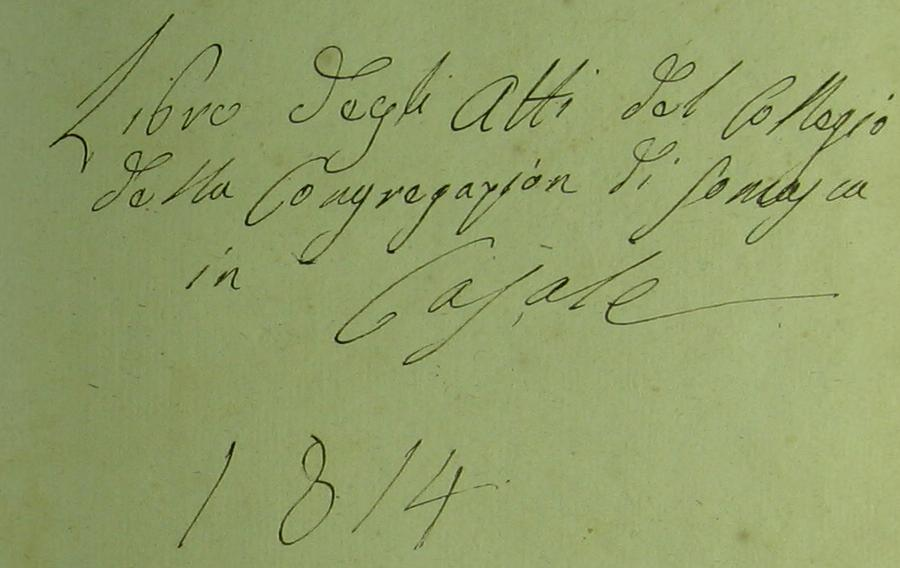 Libro degli Atti del Collegio
della Congregazion di Somasca
in Casale
1814